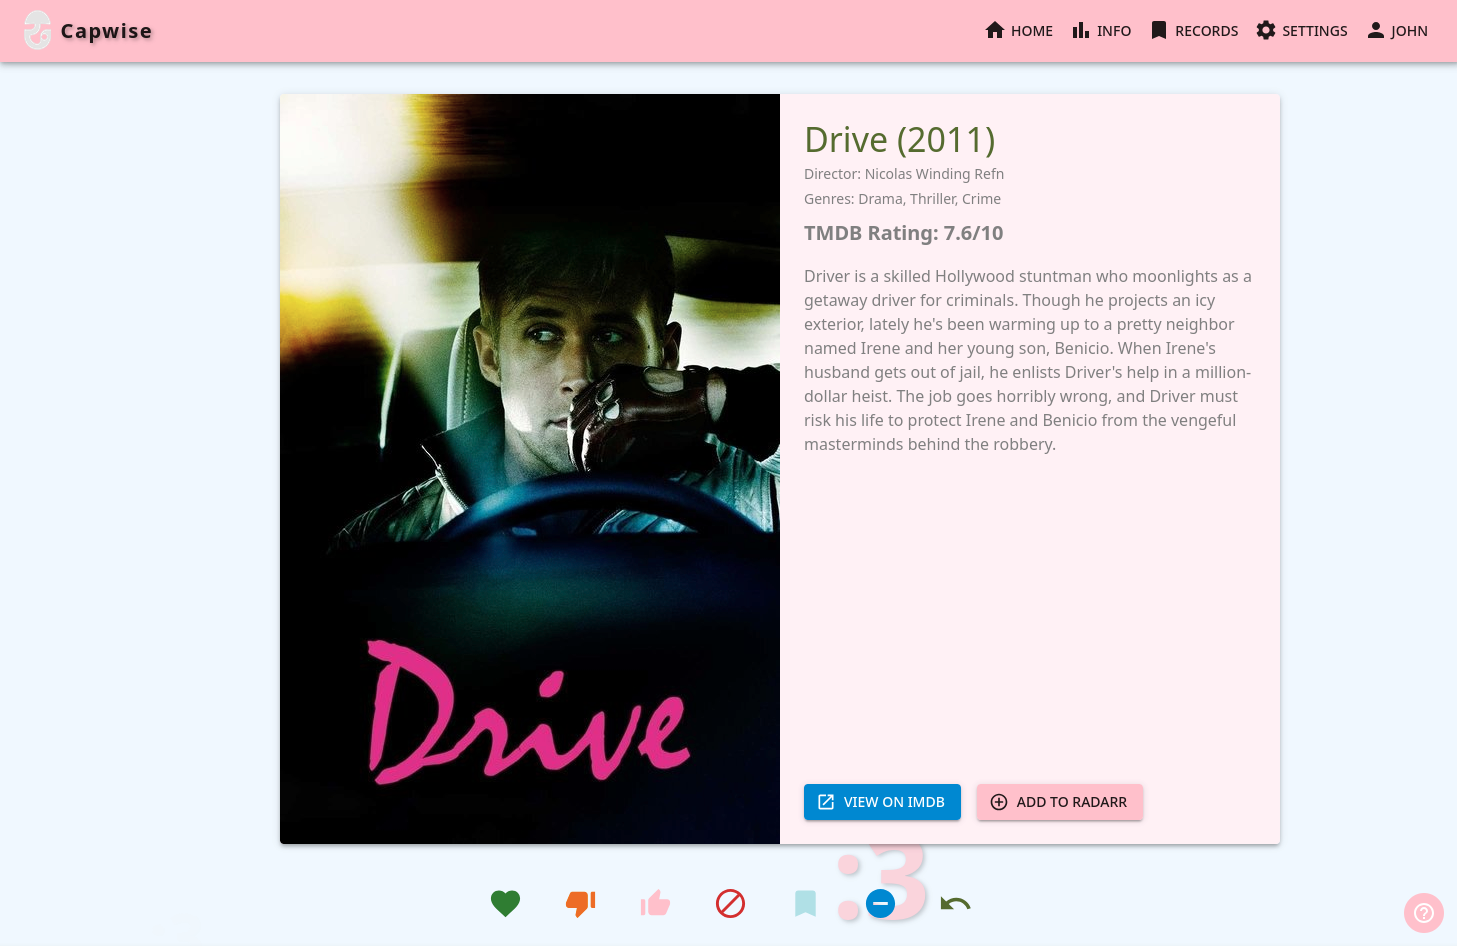 Capwise
HOME
INFO
RECORDS
SETTINGS
JOHN
Drive
Drive (2011)
Director: Nicolas Winding Refn
Genres: Drama, Thriller, Crime
TMDB Rating: 7.6/10
Driver is a skilled Hollywood stuntman who moonlights as a
getaway driver for criminals. Though he projects an icy
exterior, lately he's been warming up to a pretty neighbor
named Irene and her young son, Benicio. When Irene's
husband gets out of jail, he enlists Driver's help in a million-
dollar heist. The job goes horribly wrong, and Driver must
risk his life to protect Irene and Benicio from the vengeful
masterminds behind the robbery.
VIEW ON IMDB
ADD TO RADARR
:3